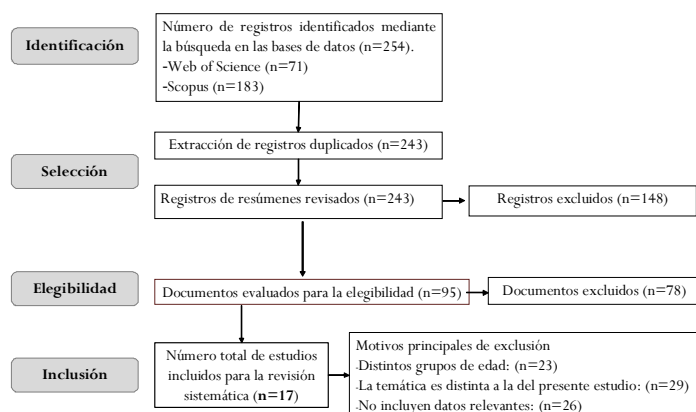 Identificación
Número de registros identificados mediante
la búsqueda en las bases de datos (n=254).
-Web of Science (n=71)
-Scopus (n=183)
Selección
Extracción de registros duplicados (n=243)
Registros de resúmenes revisados (n=243)
Registros excluidos (n=148)
Elegibilidad
Documentos evaluados para la elegibilidad (n=95)
Documentos excluidos (n=78)
Inclusión
Número total de estudios
incluidos para la revisión
sistemática (n=17)
Motivos principales de exclusión
-Distintos grupos de edad: (n=23)
-La temática es distinta a la del presente estudio: (n=29)
-No incluyen datos relevantes: (n=26)